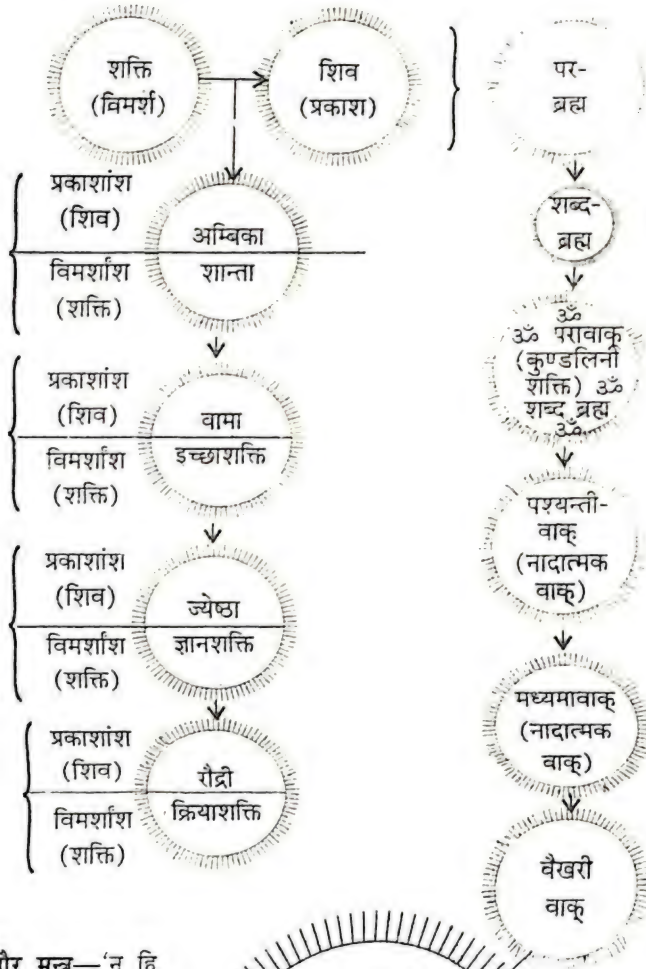 शक्ति
(विमर्श)
शिव
(प्रकाश)
पर-
ब्रह्म
प्रकाशांश
(शिव)
विमर्शांश
(शक्ति)
अम्बिका
शान्ता
प्रकाशांश
(शिव)
विमर्शांश
(शक्ति)
वामा
इच्छाशक्ति
प्रकाशांश
(शिव)
विमर्शांश
(शक्ति)
ज्येष्ठा
ज्ञानशक्ति
प्रकाशांश
(शिव)
विमर्शांश
(शक्ति)
रौद्री
क्रियाशक्ति
शब्द-
ब्रह्म
ॐ
ॐ परावाक्
(कुण्डलिनी
शक्ति) ॐ
शब्द ब्रह्म
ॐ
पश्यन्ती-
वाक्
(नादात्मक
वाक्)
मध्यमावाक्
(नादात्मक
वाक्)
वैखरी
वाक्
मन्त्र—'न हि